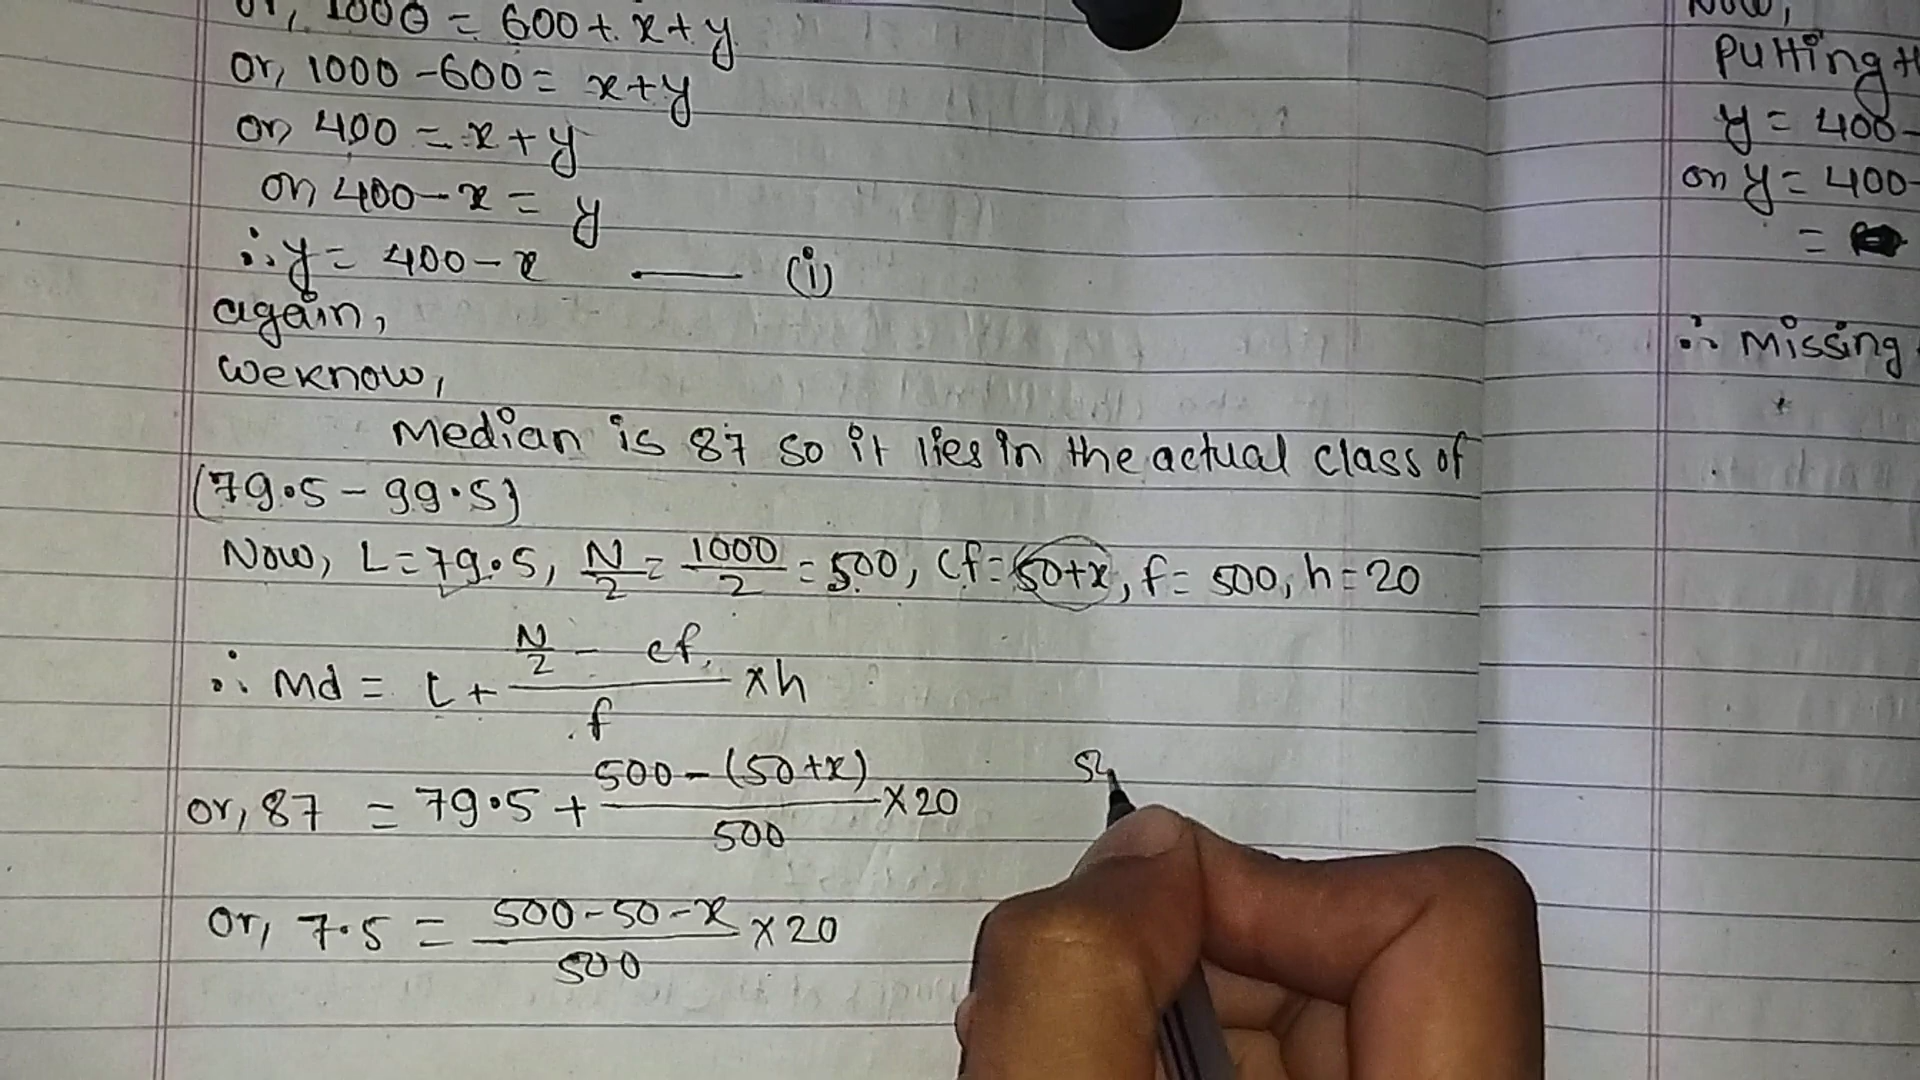 or, 1000 = 600 + x + y
or, 1000 - 600 = x + y
or, 400 = x + y
or, 400 - x = y
∴ y = 400 - x —— (i)
again,
we know,
Median is 87 so it lies in the actual class of
(79.5 - 99.5)
Now, L = 79.5, N/2 = 1000/2 = 500, cf = 50+x, f = 500, h = 20
∴ Md = L + (N/2 - cf)/f × h
or, 87 = 79.5 + (500 - (50+x))/500 × 20
or, 7.5 = (500 - 50 - x)/500 × 20
Now,
Putting
y = 400 -
or y = 400 -
=
∴ Missing